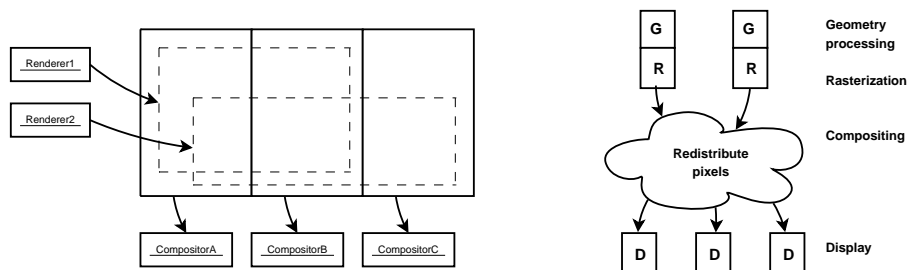 Renderer1
Renderer2
CompositorA CompositorB CompositorC
G G Geometry
processing
R R Rasterization
Compositing
Redistribute
pixels
D D D Display